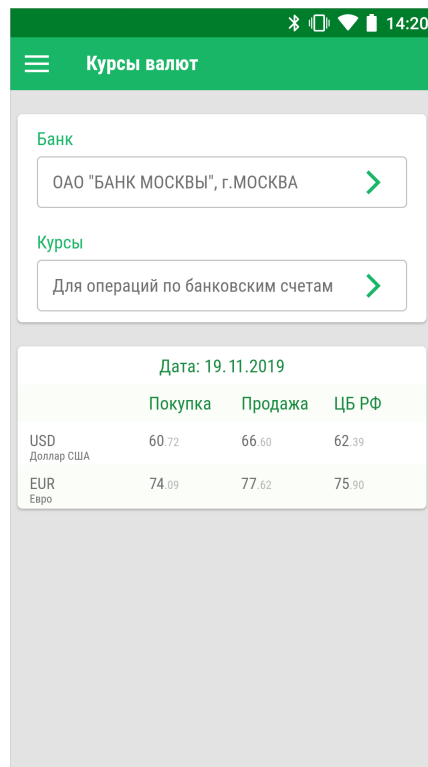 14:20
Курсы валют
Банк
ОАО "БАНК МОСКВЫ", г.МОСКВА
Курсы
Для операций по банковским счетам
Дата: 19.11.2019
Покупка Продажа ЦБ РФ
USD 60.72 66.60 62.39
Доллар США
EUR 74.09 77.62 75.90
Евро